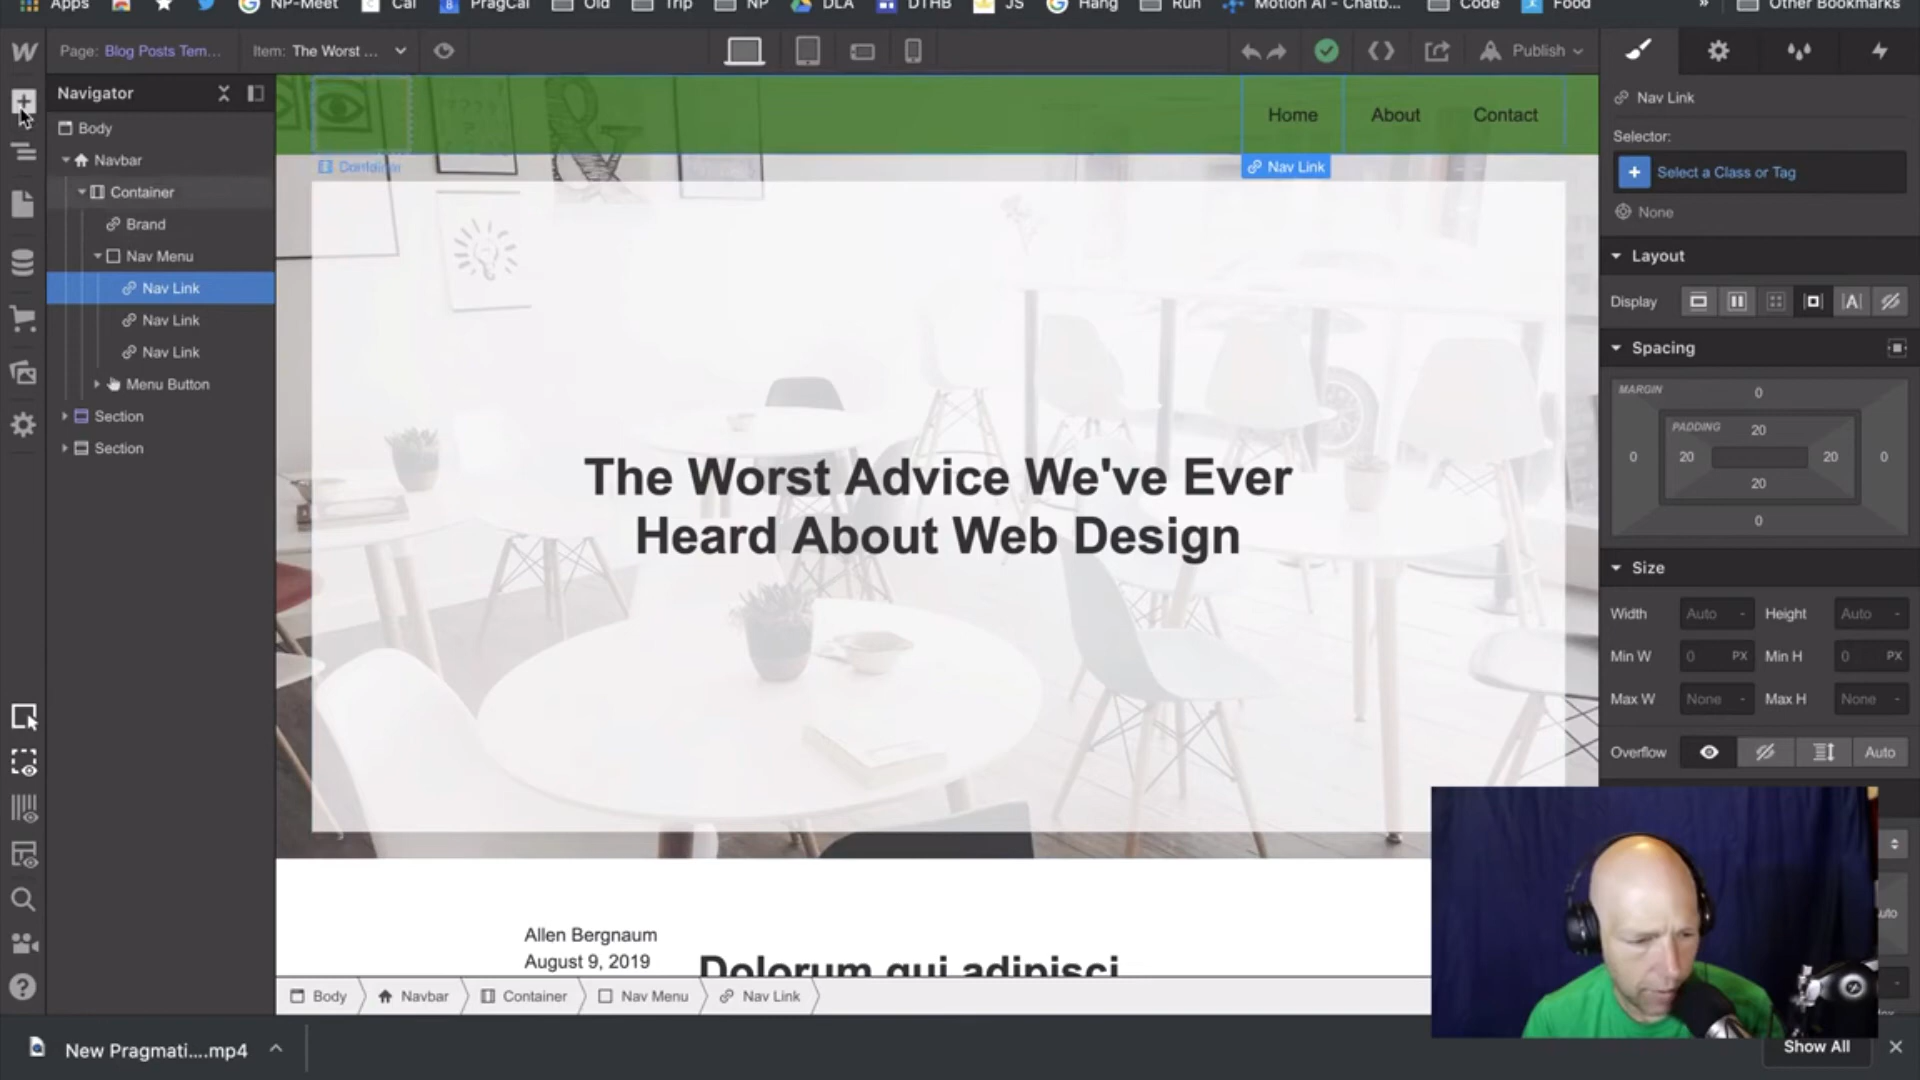 Apps
NP-Meet
Cal
PragCal
Old
Trip
NP
DLA
DTHB
JS
Hang
Run
Motion AI - Chatb...
Code
Food
»
Other Bookmarks
Page: Blog Posts Tem...
Item: The Worst ...
Publish
Navigator
Body
Navbar
Container
Brand
Nav Menu
Nav Link
Nav Link
Nav Link
Menu Button
Section
Section
Home
About
Contact
Container
Nav Link
The Worst Advice We've Ever
Heard About Web Design
Allen Bergnaum
August 9, 2019
Dolorum qui adipisci
Body
Navbar
Container
Nav Menu
Nav Link
Nav Link
Selector:
Select a Class or Tag
None
Layout
Display
Spacing
MARGIN
0
PADDING
20
0
20
20
0
20
0
Size
Width Auto - Height Auto -
Min W 0 PX Min H 0 PX
Max W None - Max H None -
Overflow Auto
New Pragmati....mp4
Show All